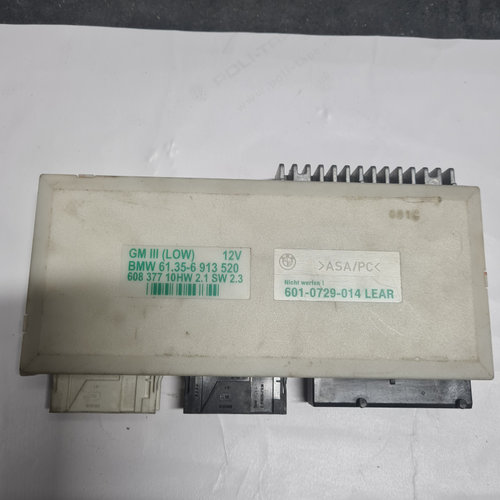 GM III (LOW) 12V
BMW 61.35-6 913 520
608 377 10HW 2.1 SW 2.3
>ASA/PC<
Nicht werfen !
601-0729-014 LEAR